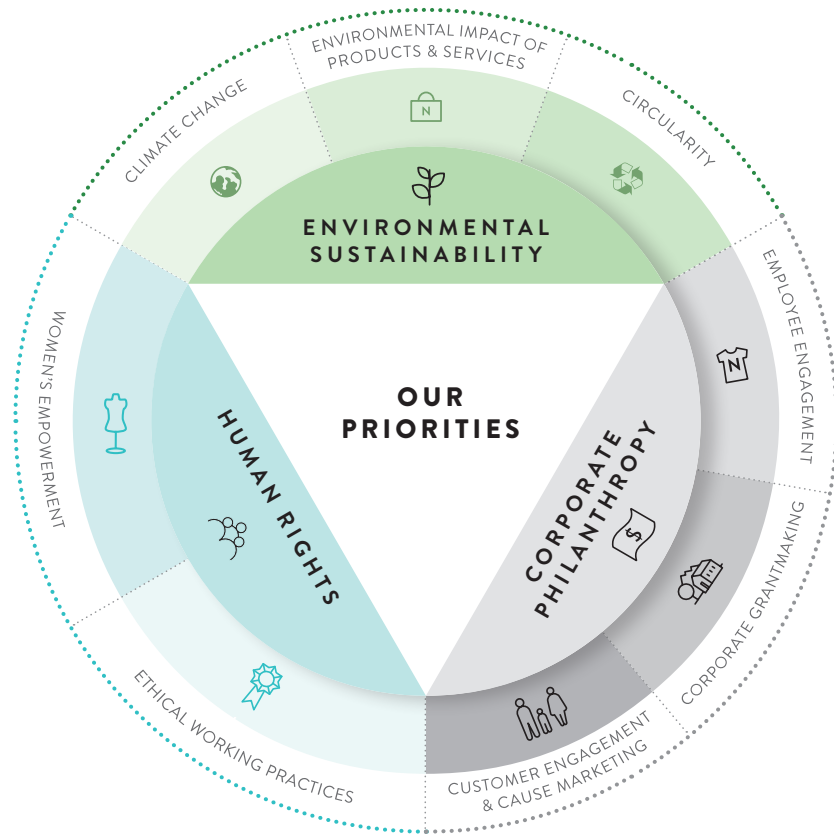 ENVIRONMENTAL IMPACT OF
PRODUCTS & SERVICES
CLIMATE CHANGE
CIRCULARITY
N
ENVIRONMENTAL
SUSTAINABILITY
EMPLOYEE ENGAGEMENT
N
WOMEN'S EMPOWERMENT
OUR
PRIORITIES
HUMAN RIGHTS
CORPORATE
PHILANTHROPY
$
CORPORATE GRANTMAKING
ETHICAL WORKING PRACTICES
CUSTOMER ENGAGEMENT
& CAUSE MARKETING